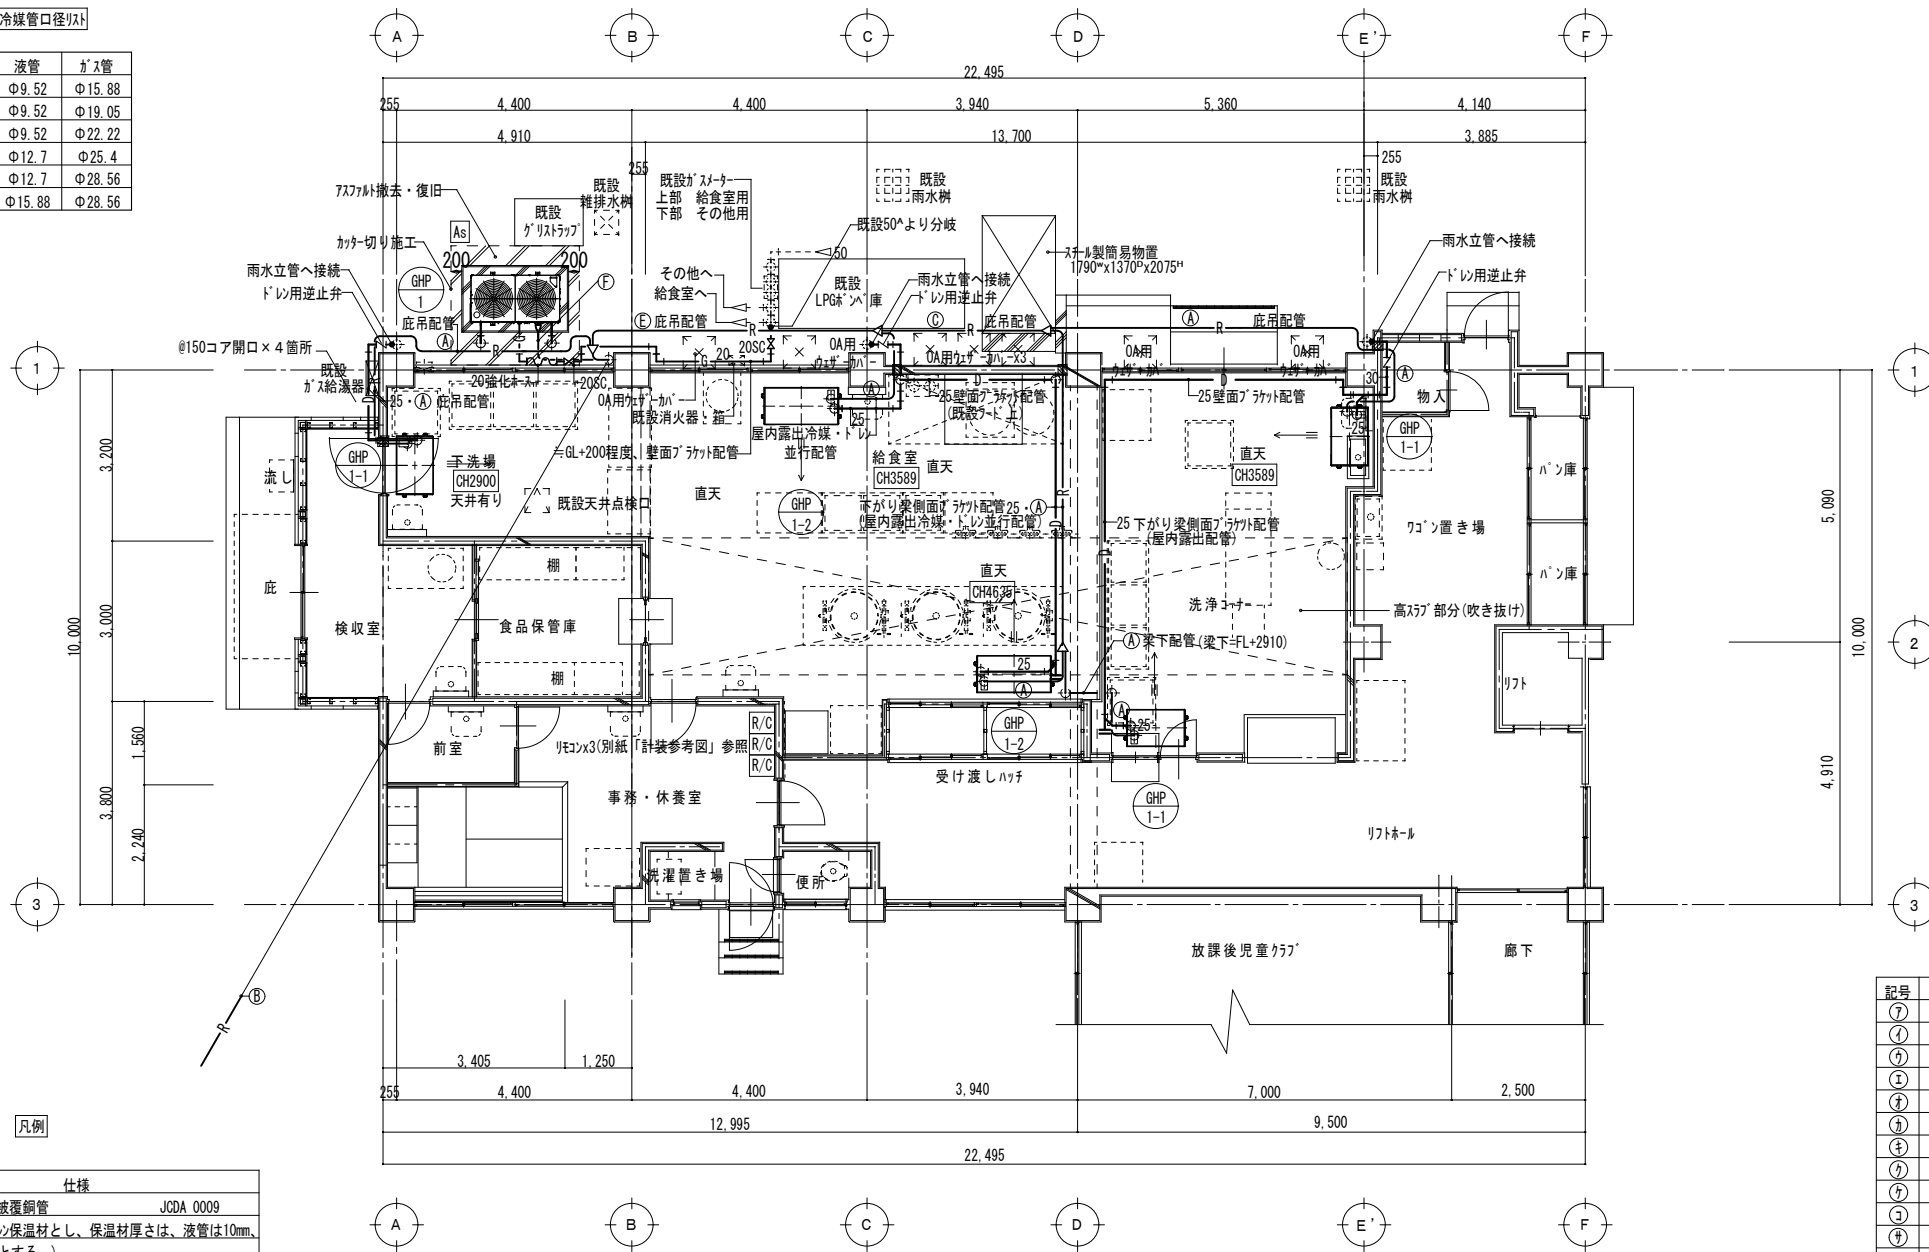 冷媒管口径ﾘｽﾄ
液管 ｶﾞｽ管
Φ9.52 Φ15.88
Φ9.52 Φ19.05
Φ9.52 Φ22.22
Φ12.7 Φ25.4
Φ12.7 Φ28.56
Φ15.88 Φ28.56
A B C D E' F
22,495
255 4,400 4,400 3,940 5,360 4,140
4,910 13,700 3,885
255 255
ｱｽﾌｧﾙﾄ撤去・復旧
As
ｶｯﾀｰ切り施工
雨水立管へ接続
ﾄﾞﾚﾝ用逆止弁
GHP
1
200 200
既設
ｸﾞﾘｽﾄﾗｯﾌﾟ
既設
雑排水桝
既設ｶﾞｽﾒｰﾀｰ
上部 給食室用
下部 その他用
既設50^より分岐
50
その他へ
給食室へ
既設
LPGﾎﾞﾝﾍﾞ庫
既設
雨水桝
雨水立管へ接続
ﾄﾞﾚﾝ用逆止弁
ｽﾁｰﾙ製簡易物置
1790ᵂx1370ᴰx2075ᴴ
既設
雨水桝
雨水立管へ接続
ﾄﾞﾚﾝ用逆止弁
F
庇吊配管
A
R
E 庇吊配管
R
C
庇吊配管
A
R
庇吊配管
@150コア開口×４箇所
既設
ｶﾞｽ給湯器
25・A 庇吊配管
20強化ﾎｰｽ
20SC
G
20
20SC
OA用
ｳｪｻﾞｰｶﾊﾞｰ
OA用ｳｪｻﾞｰｶﾊﾞｰx3
OA用
OA用
OA用ｳｪｻﾞｰｶﾊﾞｰ
既設消火器・箱
25
屋内露出冷媒・ﾄﾞﾚﾝ
並行配管
D
25壁面ﾌﾞﾗｹｯﾄ配管
D
25壁面ﾌﾞﾗｹｯﾄ配管
30
A
物入
1 1
GHP
1-1
下洗場
CH2900
天井有り
≒GL+200程度、壁面ﾌﾞﾗｹｯﾄ配管
既設天井点検口
直天
GHP
1-2
給食室
CH3589
直天
下がり梁側面ﾌﾞﾗｹｯﾄ配管25・A
(屋内露出冷媒・ﾄﾞﾚﾝ並行配管)
25 下がり梁側面ﾌﾞﾗｹｯﾄ配管
(屋内露出配管)
直天
CH3589
25
GHP
1-1
ﾜｺﾞﾝ置き場
ﾊﾟﾝ庫
ﾊﾟﾝ庫
流し
庇
検収室
食品保管庫
棚
棚
直天
CH4635
25
A
洗浄ｺｰﾅｰ
高ｽﾗﾌﾞ部分(吹き抜け)
A 梁下配管(梁下=FL+2910)
A
25
ﾘﾌﾄ
2
前室
ﾘﾓｺﾝx3(別紙「計装参考図」参照)
R/C
R/C
R/C
GHP
1-2
受け渡しﾊｯﾁ
GHP
1-1
事務・休養室
洗濯置き場
便所
ﾘﾌﾄﾎｰﾙ
3 3
放課後児童ｸﾗﾌﾞ
廊下
10,000
3,200
3,000
1,560
3,800
2,240
5,090
10,000
4,910
B
R
3,405 1,250
255 4,400 4,400 3,940 7,000 2,500
12,995 9,500
22,495
A B C D E' F
凡例
仕様
被覆銅管 JCDA 0009
ﾝ保温材とし、保温材厚さは、液管は10mm、
とする。)
記号
ｱ
ｲ
ｳ
ｴ
ｵ
ｶ
ｷ
ｸ
ｹ
ｺ
ｻ